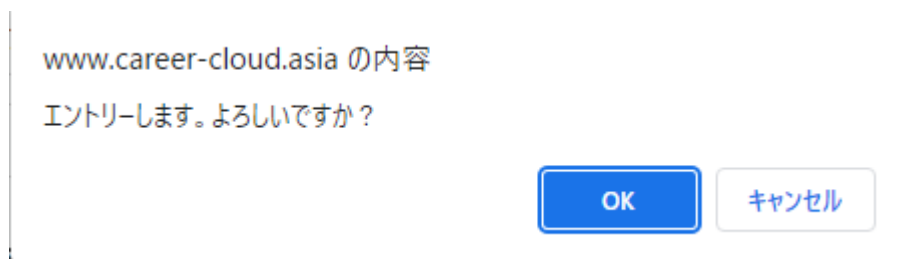 www.career-cloud.asia の内容
エントリーします。よろしいですか？
OK キャンセル